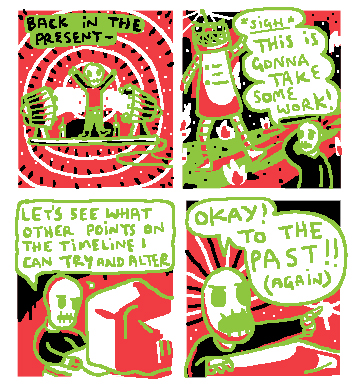 BACK IN THE
PRESENT-
*SIGH*
THIS IS
GONNA
TAKE
SOME
WORK!
LET'S SEE WHAT
OTHER POINTS ON
THE TIMELINE I
CAN TRY AND ALTER
OKAY!
TO THE
PAST!!
(AGAIN)